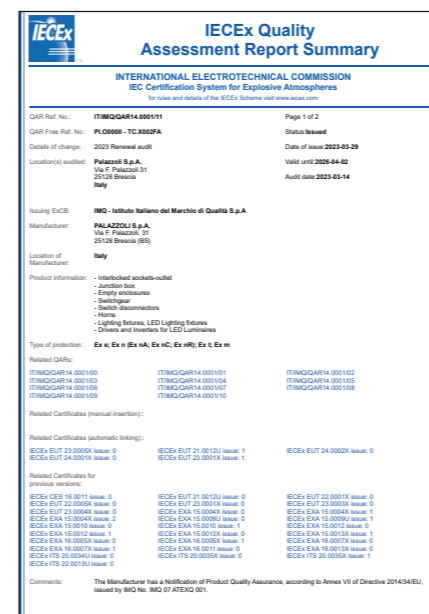 IECEx
IECEx Quality
Assessment Report Summary
INTERNATIONAL ELECTROTECHNICAL COMMISSION
IEC Certification System for Explosive Atmospheres
for rules and details of the IECEx Scheme visit www.iecex.com
QAR Ref. No.: IT/IMQ/QAR14.0001/11 Page 1 of 2
QAR Free Ref. No.: PI.O000II - TC.X002FA Status:Issued
Details of change: 2023 Renewal audit Date of issue:2023-03-29
Location(s) audited: Palazzoli S.p.A. Valid until:2026-04-02
Via F. Palazzoli, 31
25128 Brescia Audit date:2023-03-14
Italy
Issuing ExCB: IMQ - Istituto Italiano del Marchio di Qualità S.p.A
Manufacturer: PALAZZOLI S.p.A.
Via F. Palazzoli, 31
25128 Brescia (BS)
Location of Italy
Manufacturer:
Product information: - Interlocked sockets-outlet
- Junction box
- Empty enclosures
- Switchgear
- Switch disconnectors
- Horns
- Lighting fixtures, LED Lighting fixtures
- Drivers and Inverters for LED Luminaires
Type of protection: Ex e; Ex n (Ex nA; Ex nC; Ex nR); Ex t; Ex m
Related QARs:
IT/IMQ/QAR14.0001/00 IT/IMQ/QAR14.0001/01 IT/IMQ/QAR14.0001/02
IT/IMQ/QAR14.0001/03 IT/IMQ/QAR14.0001/04 IT/IMQ/QAR14.0001/05
IT/IMQ/QAR14.0001/06 IT/IMQ/QAR14.0001/07 IT/IMQ/QAR14.0001/08
IT/IMQ/QAR14.0001/09 IT/IMQ/QAR14.0001/10
Related Certificates (manual insertion)::
Related Certificates (automatic linking)::
IECEx EUT 23.0005X issue: 0 IECEx EUT 21.0012U issue: 1 IECEx EUT 24.0002X issue: 0
IECEx EUT 24.0001X issue: 0 IECEx EUT 23.0001X issue: 1
Related Certificates for
previous versions:
IECEx CES 16.0011 issue: 0 IECEx EUT 21.0012U issue: 0 IECEx EUT 22.0001X issue: 0
IECEx EUT 22.0005X issue: 0 IECEx EUT 23.0001X issue: 0 IECEx EUT 23.0003X issue: 0
IECEx EUT 23.0004X issue: 0 IECEx EXA 15.0004X issue: 0 IECEx EXA 15.0004X issue: 1
IECEx EXA 15.0004X issue: 2 IECEx EXA 15.0009U issue: 0 IECEx EXA 15.0009U issue: 1
IECEx EXA 15.0010 issue: 0 IECEx EXA 15.0010 issue: 1 IECEx EXA 15.0012 issue: 0
IECEx EXA 15.0012 issue: 1 IECEx EXA 15.0013X issue: 0 IECEx EXA 15.0013X issue: 1
IECEx EXA 16.0005X issue: 0 IECEx EXA 16.0005X issue: 1 IECEx EXA 16.0007X issue: 0
IECEx EXA 16.0007X issue: 1 IECEx EXA 16.0011 issue: 0 IECEx EXA 16.0013X issue: 0
IECEx ITS 20.0034U issue: 0 IECEx ITS 20.0035X issue: 0 IECEx ITS 20.0035X issue: 1
IECEx ITS 22.0013U issue: 0
Comments: The Manufacturer has a Notification of Product Quality Assurance, according to Annex VII of Directive 2014/34/EU,
issued by IMQ No. IMQ 07 ATEXQ 001.